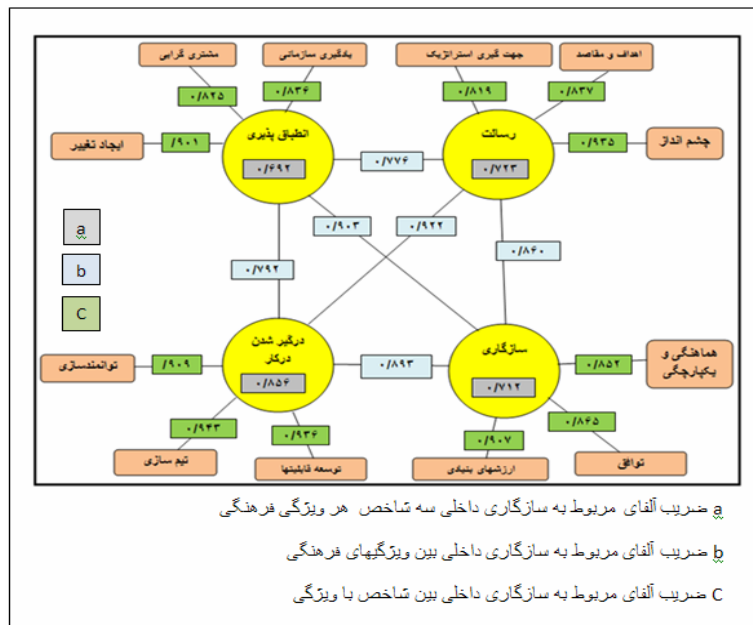 مشتری گرایی
یادگیری سازمانی
جهت گیری استراتژیک
اهداف و مقاصد
۰/۸۲۵
۰/۸۳۶
۰/۸۱۹
۰/۸۳۷
ایجاد تغییر
/۹۰۱
انطباق پذیری
۰/۶۹۲
۰/۷۷۶
رسالت
۰/۷۲۳
۰/۹۳۵
چشم انداز
a
b
C
۰/۹۰۳
۰/۹۲۲
۰/۷۹۲
۰/۸۶۰
توانمندسازی
/۹۰۹
درگیر شدن
درکار
۰/۸۵۶
۰/۸۹۳
سازگاری
۰/۷۱۲
۰/۸۵۲
هماهنگی و
یکپارچگی
۰/۹۴۳
۰/۹۳۶
۰/۹۰۷
۰/۸۶۵
تیم سازی
توسعه قابلیتها
ارزشهای بنیادی
توافق
a ضریب آلفای مربوط به سازگاری داخلی سه شاخص هر ویژگی فرهنگی
b ضریب آلفای مربوط به سازگاری داخلی بین ویژگیهای فرهنگی
C ضریب آلفای مربوط به سازگاری داخلی بین شاخص با ویژگی